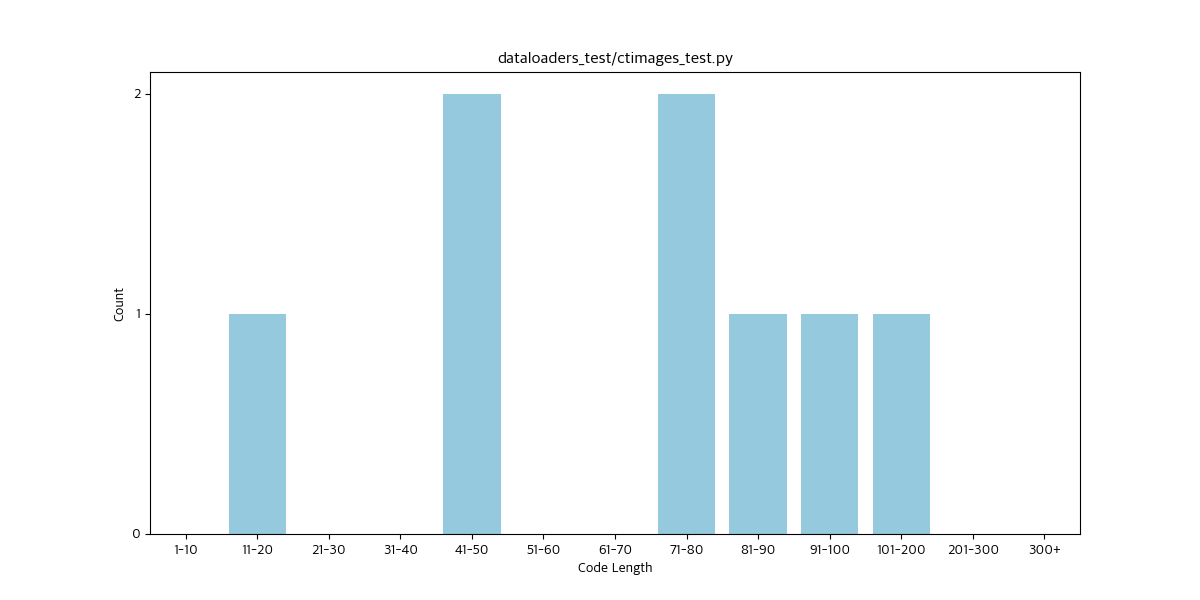 dataloaders_test/ctimages_test.py
2
1
0
Count
1-10 11-20 21-30 31-40 41-50 51-60 61-70 71-80 81-90 91-100 101-200 201-300 300+
Code Length